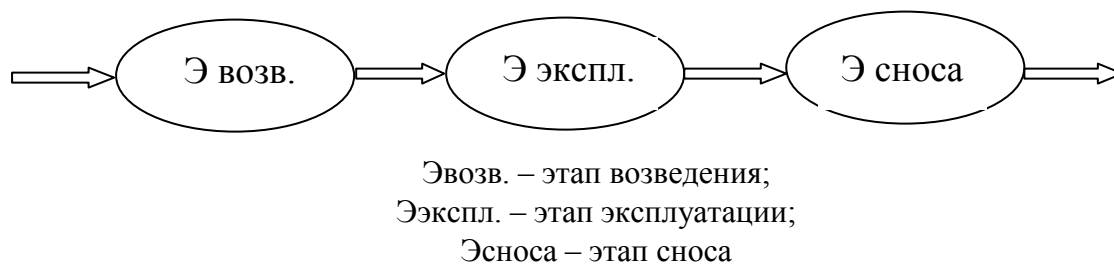 Э возв. Э экспл. Э сноса
Эвозв. – этап возведения;
Ээкспл. – этап эксплуатации;
Эсноса – этап сноса